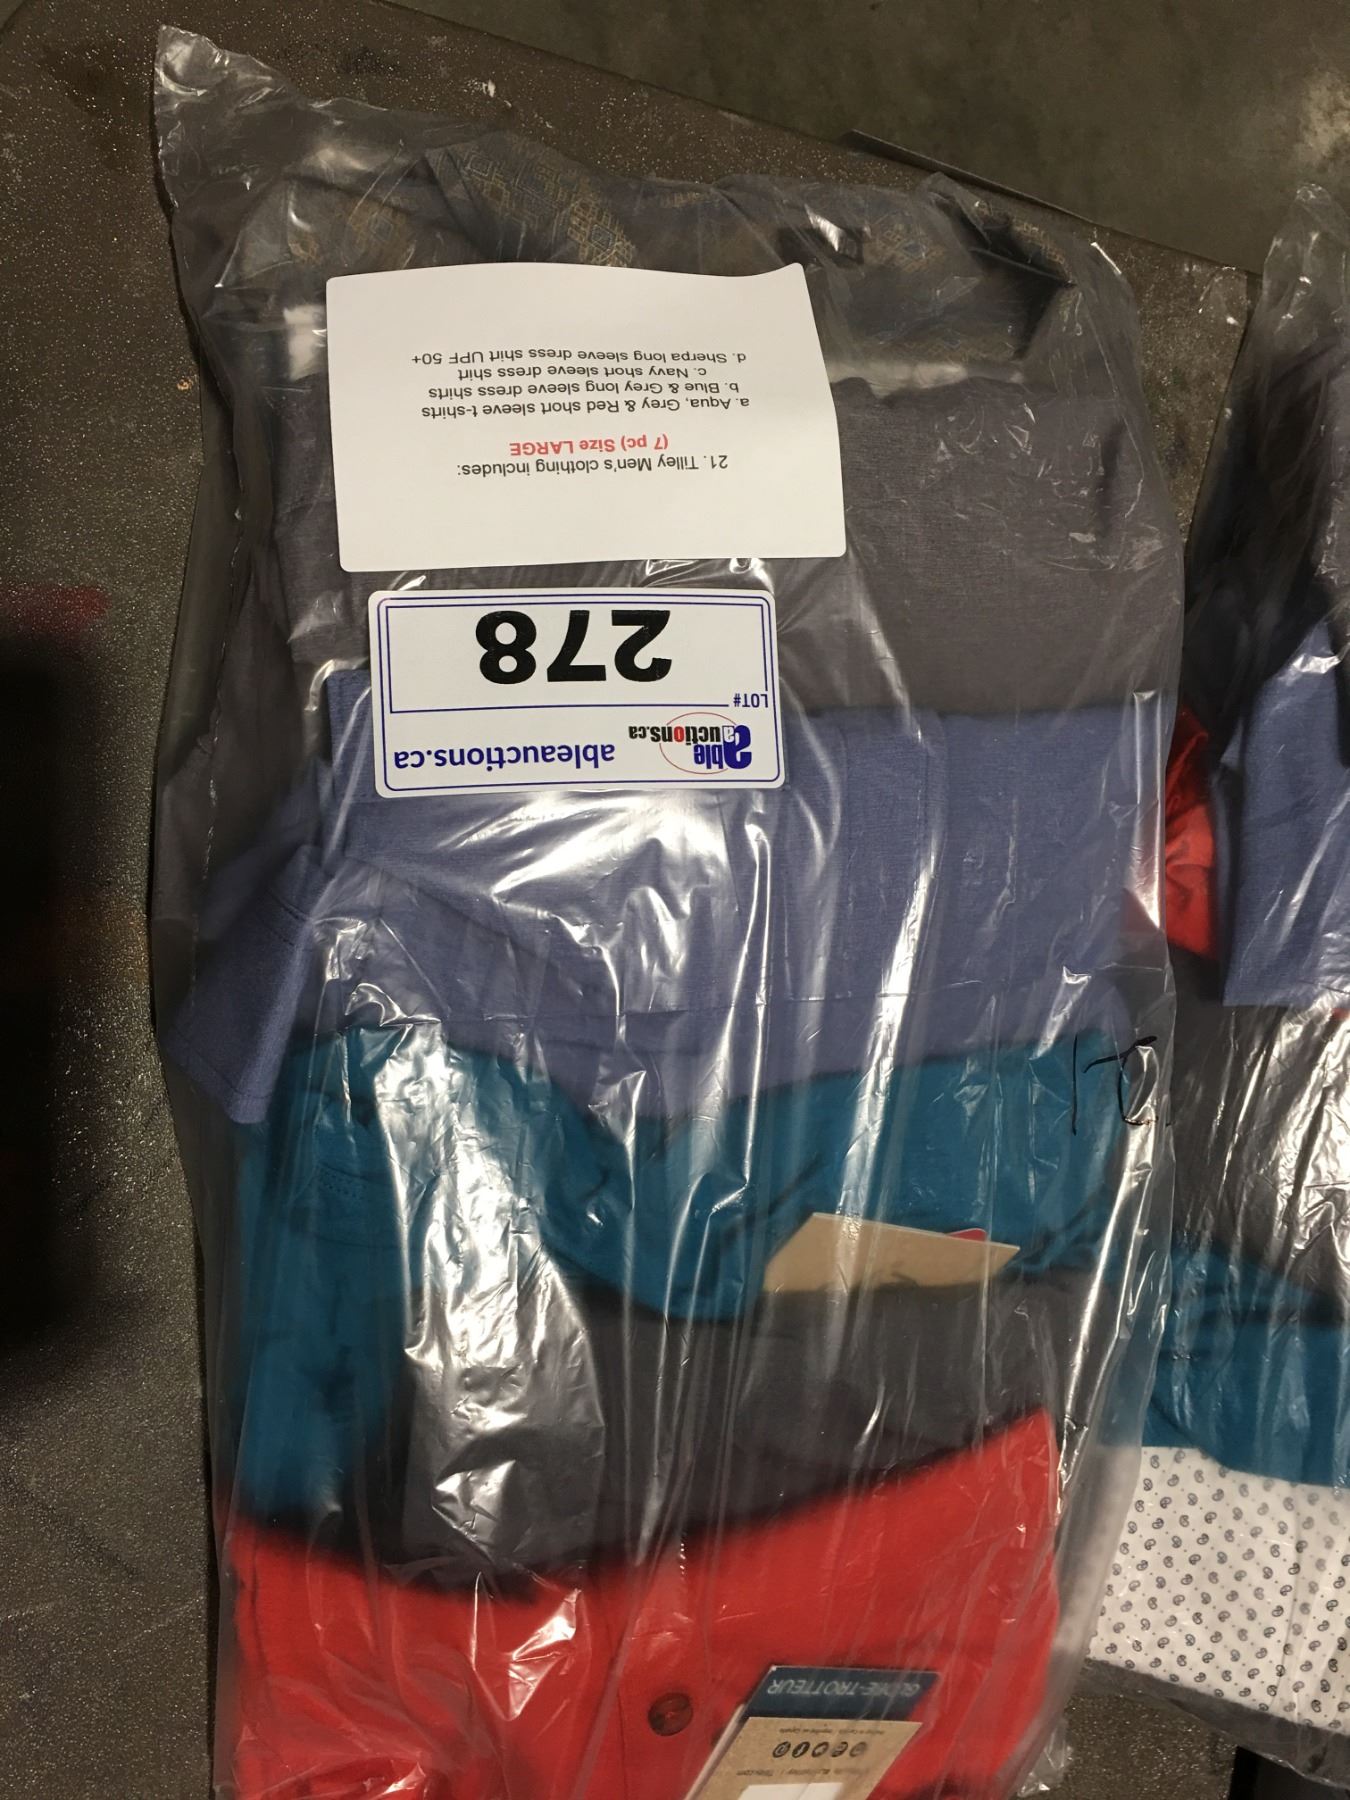 able
auctions.ca
ableauctions.ca
LOT#
278
21. Tilley Men's clothing includes:
(7 pc) Size LARGE
a. Aqua, Grey & Red short sleeve t-shirts
b. Blue & Grey long sleeve dress shirts
c. Navy short sleeve dress shirt
d. Sherpa long sleeve dress shirt UPF 50+
GLOBE-TROTTEUR